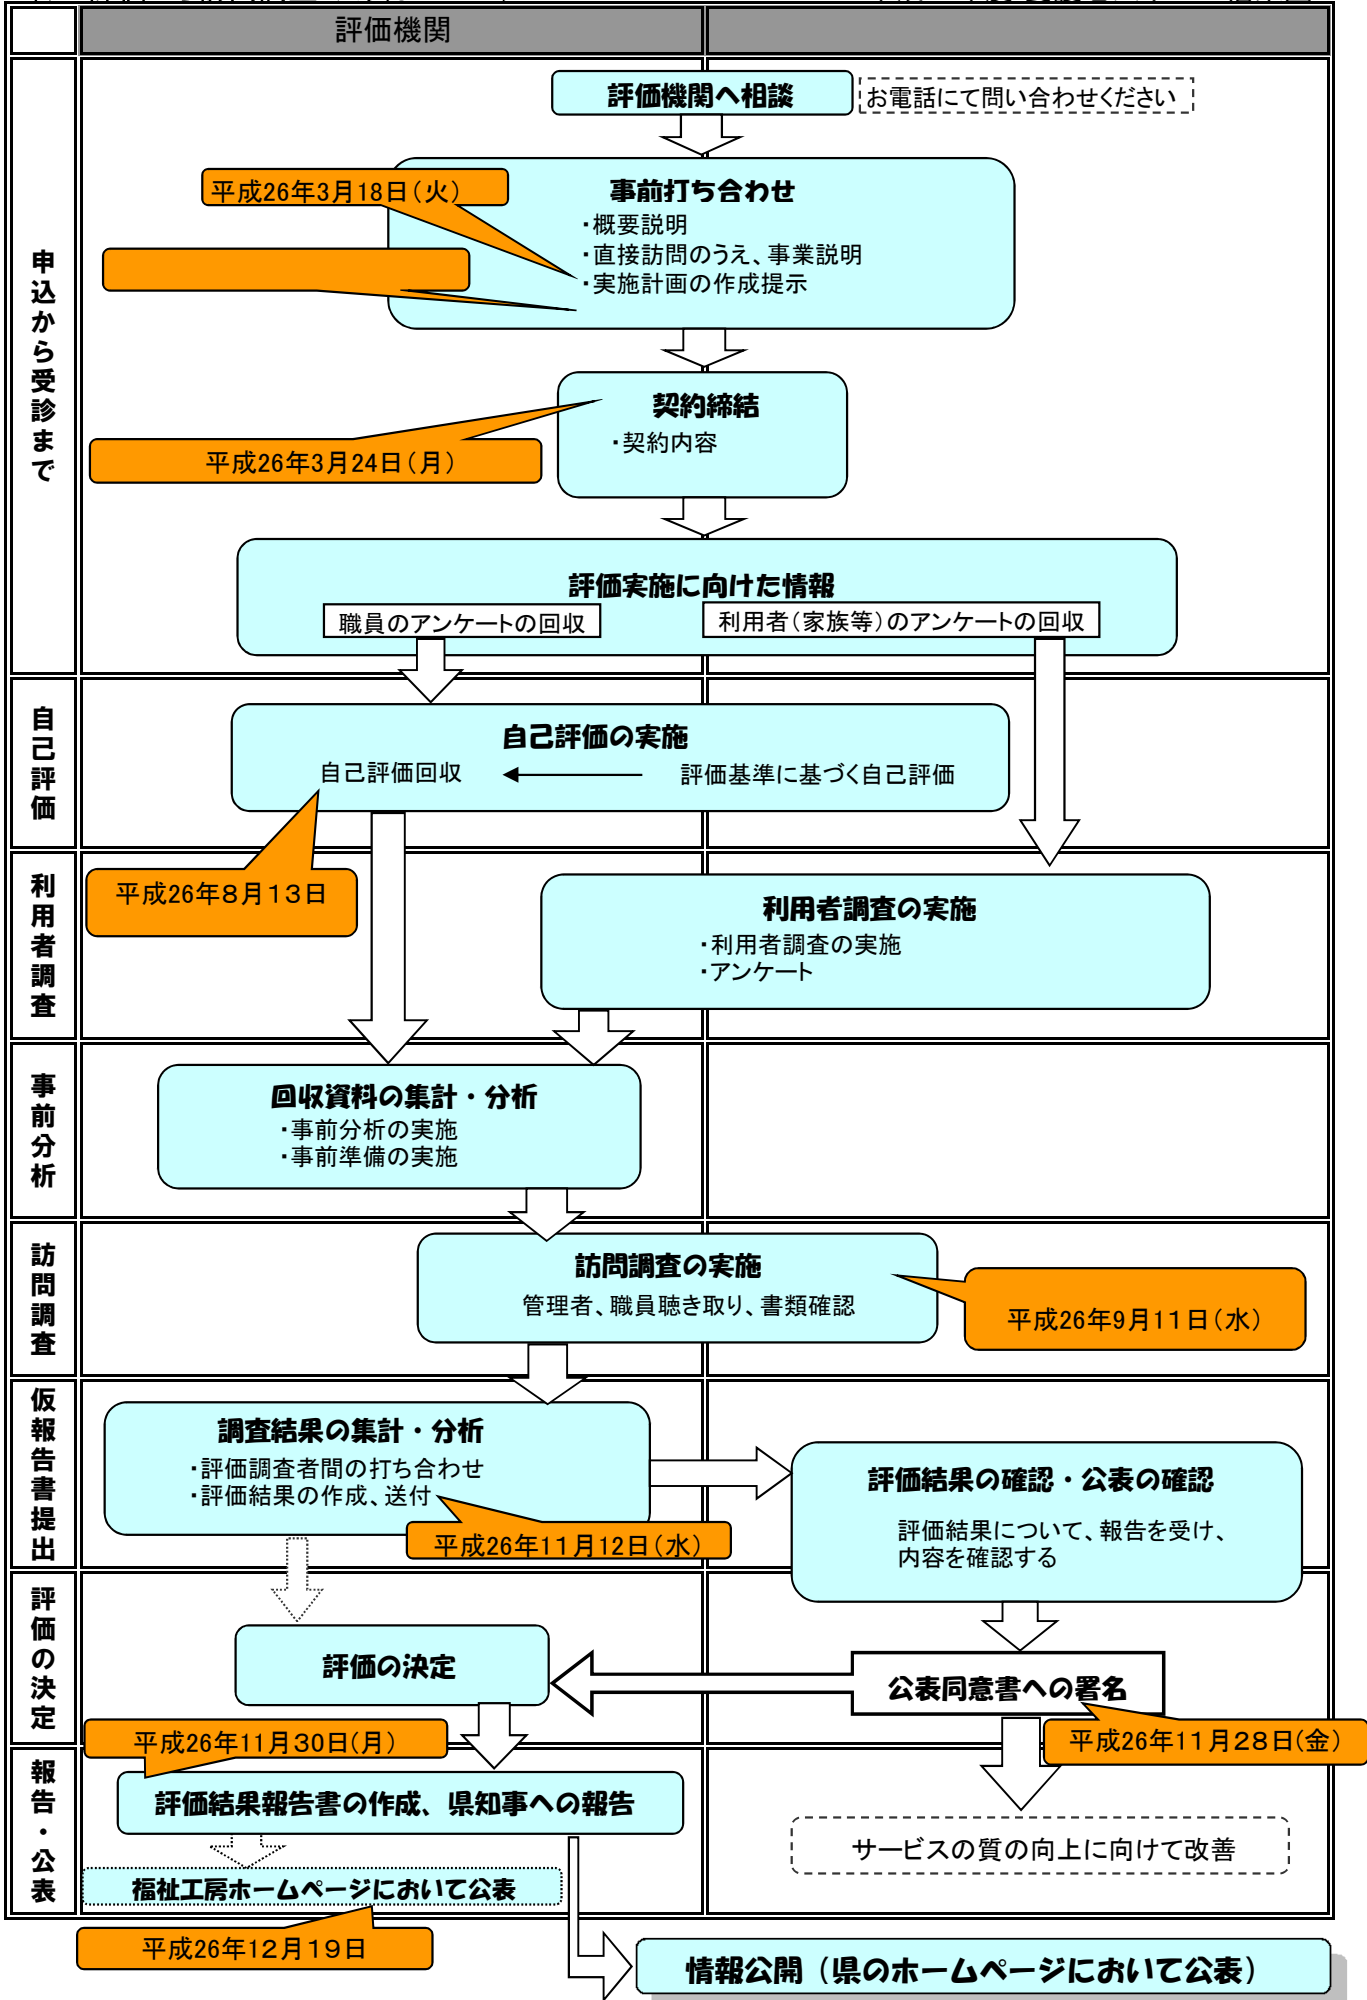 評価機関
申込から受診まで
評価機関へ相談
お電話にて問い合わせください
平成26年3月18日(火)
事前打ち合わせ
・概要説明
・直接訪問のうえ、事業説明
・実施計画の作成提示
契約締結
・契約内容
平成26年3月24日(月)
評価実施に向けた情報
職員のアンケートの回収
利用者(家族等)のアンケートの回収
自己評価
自己評価の実施
自己評価回収
評価基準に基づく自己評価
利用者調査
平成26年8月13日
利用者調査の実施
・利用者調査の実施
・アンケート
事前分析
回収資料の集計・分析
・事前分析の実施
・事前準備の実施
訪問調査
訪問調査の実施
管理者、職員聴き取り、書類確認
平成26年9月11日(水)
仮報告書提出
調査結果の集計・分析
・評価調査者間の打ち合わせ
・評価結果の作成、送付
平成26年11月12日(水)
評価結果の確認・公表の確認
評価結果について、報告を受け、
内容を確認する
評価の決定
評価の決定
公表同意書への署名
平成26年11月30日(月)
平成26年11月28日(金)
報告・公表
評価結果報告書の作成、県知事への報告
サービスの質の向上に向けて改善
福祉工房ホームページにおいて公表
平成26年12月19日
情報公開(県のホームページにおいて公表)